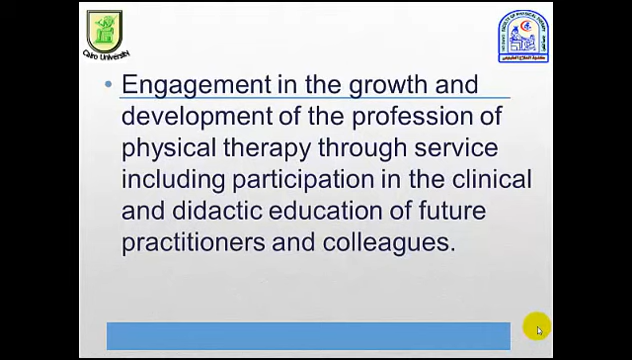 Cairo University
• Engagement in the growth and
development of the profession of
physical therapy through service
including participation in the clinical
and didactic education of future
practitioners and colleagues.